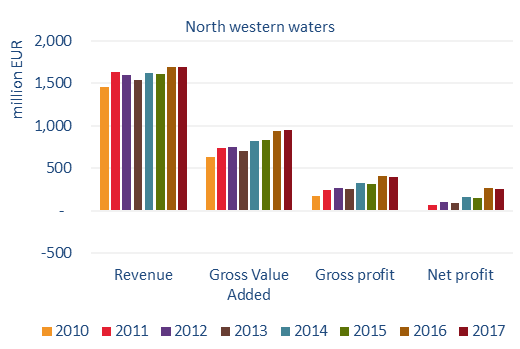 North western waters
million EUR
2,000
1,500
1,000
500
-
-500
Revenue
Gross Value
Added
Gross profit
Net profit
2010 2011 2012 2013 2014 2015 2016 2017